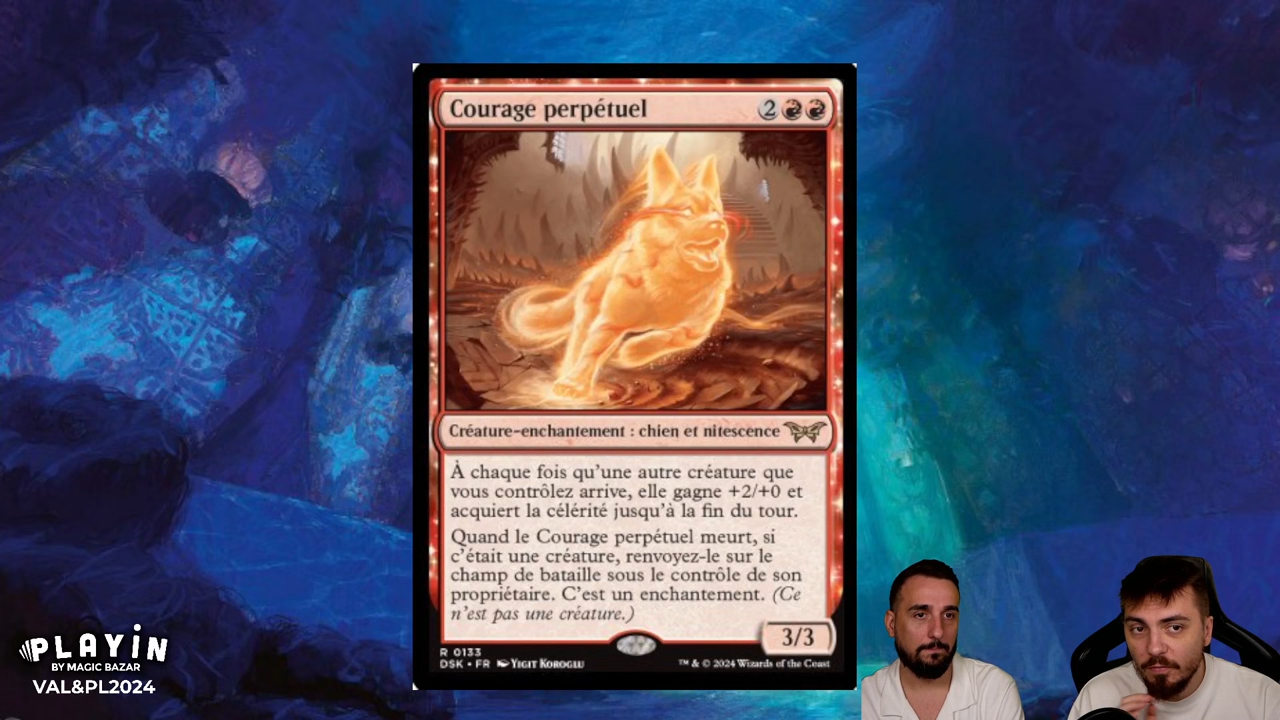 Courage perpétuel 2
Créature-enchantement : chien et nitescence
À chaque fois qu'une autre créature que
vous contrôlez arrive, elle gagne +2/+0 et
acquiert la célérité jusqu'à la fin du tour.
Quand le Courage perpétuel meurt, si
c'était une créature, renvoyez-le sur le
champ de bataille sous le contrôle de son
propriétaire. C'est un enchantement. (Ce
n'est pas une créature.)
3/3
R 0133
DSK • FR YIGIT KOROGLU
™ & © 2024 Wizards of the Coast
PLAYIN
BY MAGIC BAZAR
VAL&PL2024